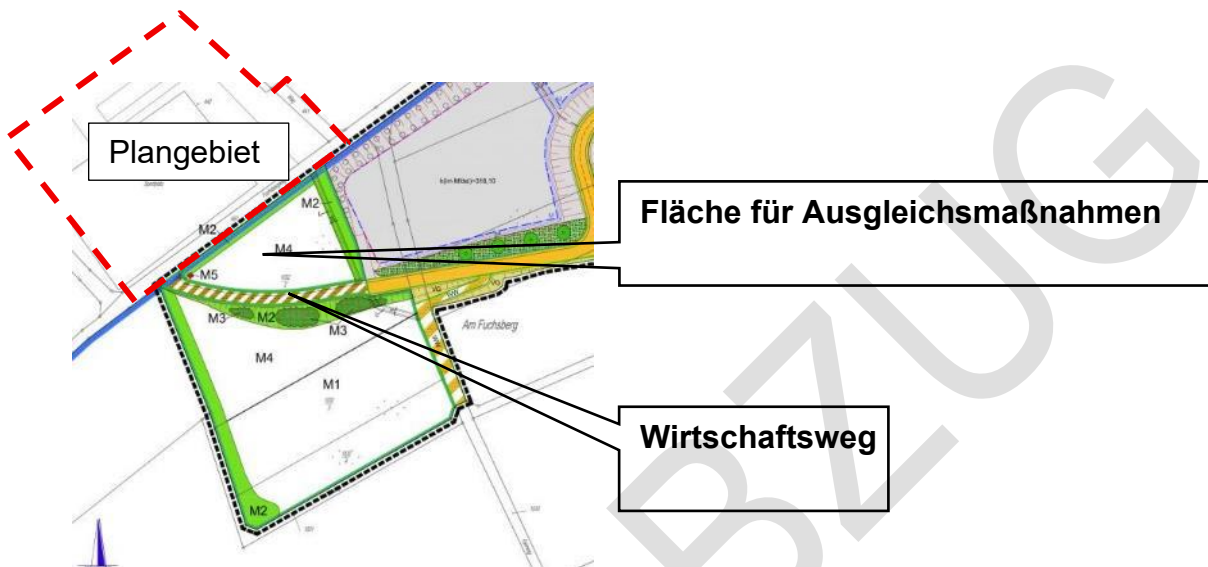 Plangebiet
Fläche für Ausgleichsmaßnahmen
Wirtschaftsweg
M2
M2
M4
M5
M3
M2
M3
M4
M1
M2
Am Fuchsberg
BZUG